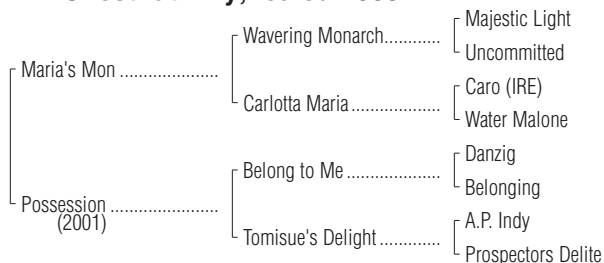 Majestic Light
Wavering Monarch............
Uncommitted
Maria's Mon .....................
Caro (IRE)
Carlotta Maria ...................
Water Malone
Danzig
Belong to Me ....................
Belonging
Possession .......................
(2001)
A.P. Indy
Tomisue's Delight .............
Prospectors Delite